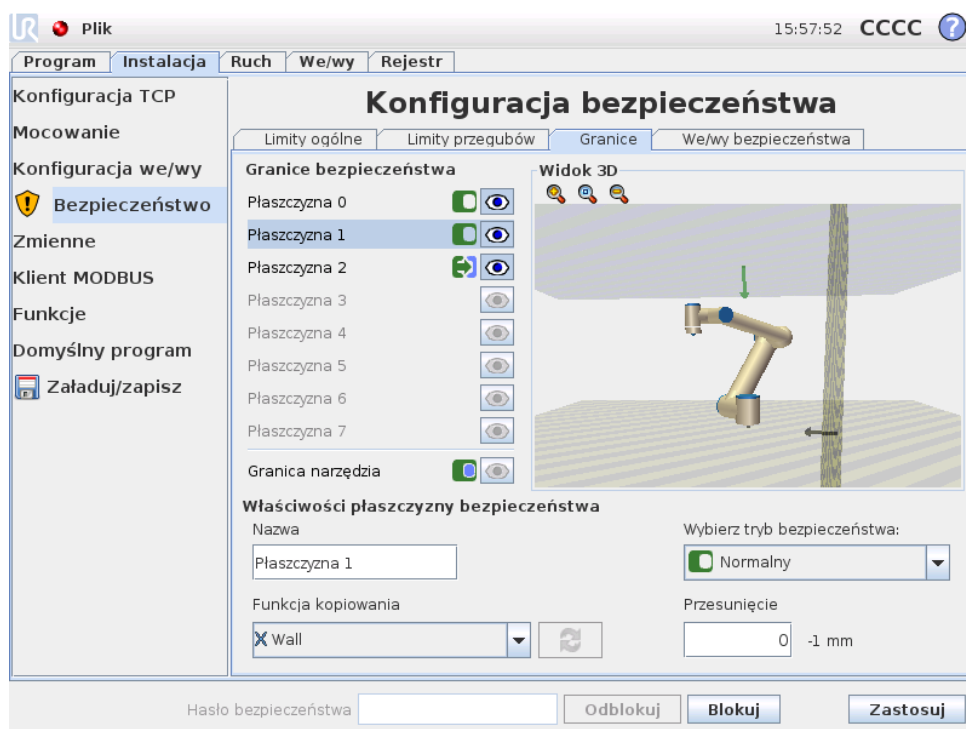 UR Plik 15:57:52 CCCC ?
Program Instalacja Ruch We/wy Rejestr
Konfiguracja TCP
Mocowanie
Konfiguracja we/wy
Bezpieczeństwo
Zmienne
Klient MODBUS
Funkcje
Domyślny program
Załaduj/zapisz
Konfiguracja bezpieczeństwa
Limity ogólne Limity przegubów Granice We/wy bezpieczeństwa
Granice bezpieczeństwa
Płaszczyzna 0
Płaszczyzna 1
Płaszczyzna 2
Płaszczyzna 3
Płaszczyzna 4
Płaszczyzna 5
Płaszczyzna 6
Płaszczyzna 7
Granica narzędzia
Widok 3D
Właściwości płaszczyzny bezpieczeństwa
Nazwa
Płaszczyzna 1
Wybierz tryb bezpieczeństwa:
Normalny
Funkcja kopiowania
Wall
Przesunięcie
0 -1 mm
Hasło bezpieczeństwa Odblokuj Blokuj Zastosuj